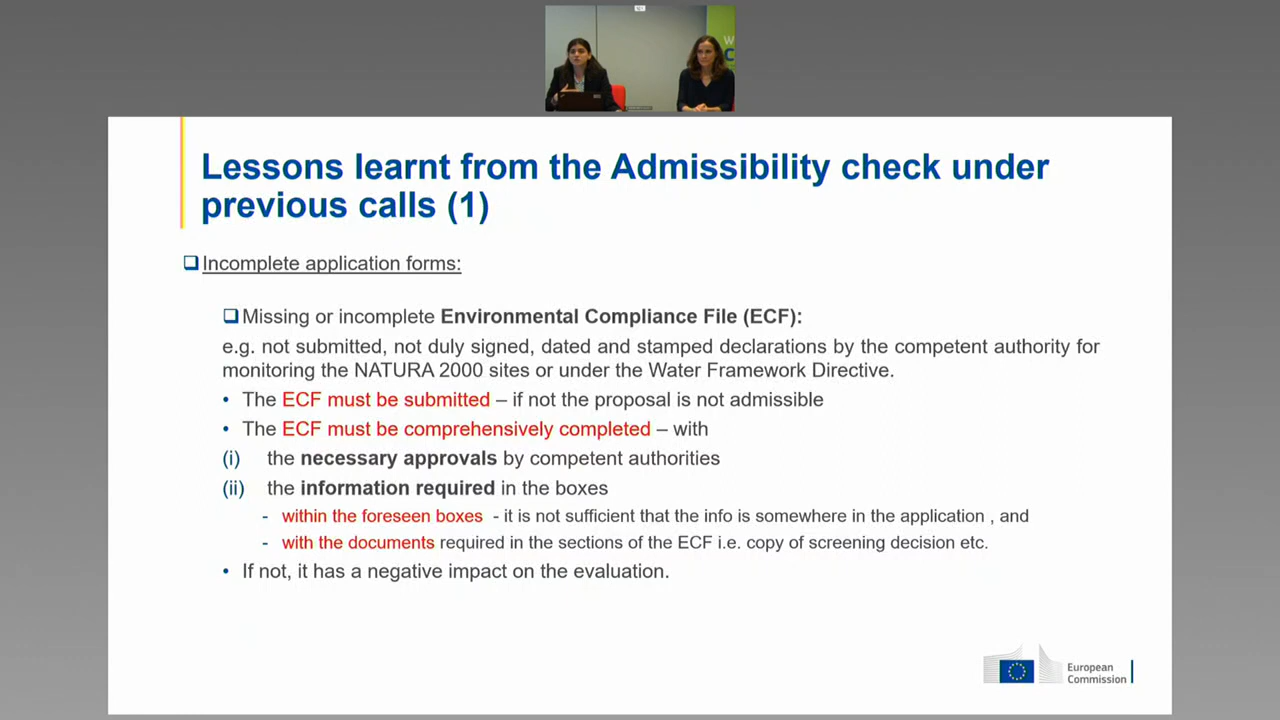 Lessons learnt from the Admissibility check under
previous calls (1)
Incomplete application forms:
Missing or incomplete Environmental Compliance File (ECF):
e.g. not submitted, not duly signed, dated and stamped declarations by the competent authority for
monitoring the NATURA 2000 sites or under the Water Framework Directive.
• The ECF must be submitted – if not the proposal is not admissible
• The ECF must be comprehensively completed – with
(i) the necessary approvals by competent authorities
(ii) the information required in the boxes
- within the foreseen boxes - it is not sufficient that the info is somewhere in the application , and
- with the documents required in the sections of the ECF i.e. copy of screening decision etc.
• If not, it has a negative impact on the evaluation.
European
Commission